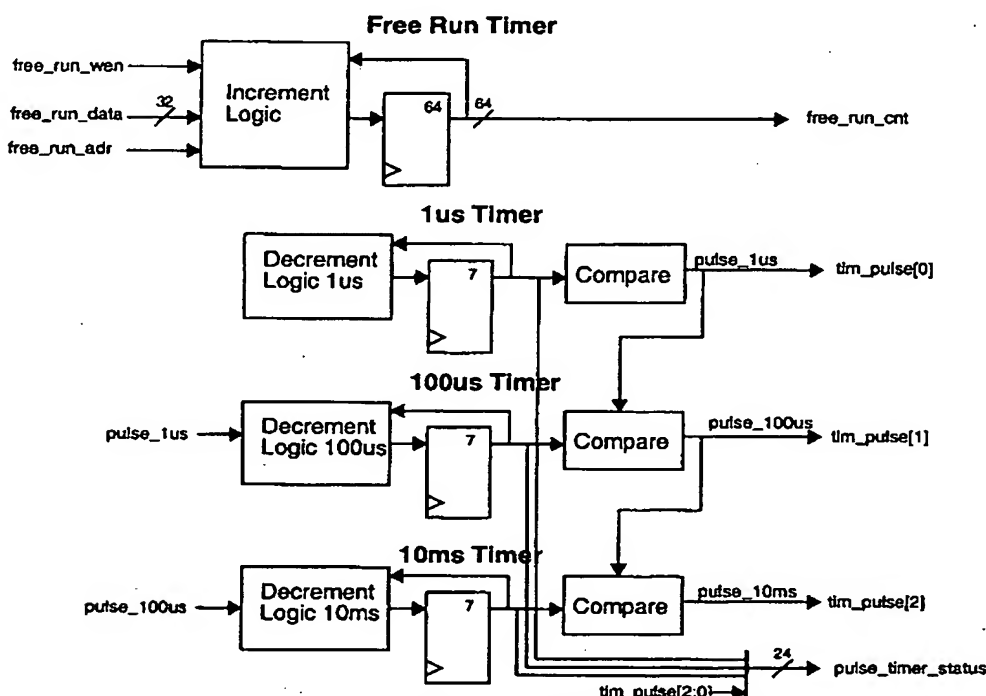 Free Run Timer
free_run_wen
free_run_data
32
free_run_adr
Increment
Logic
64
64
free_run_cnt
1us Timer
Decrement
Logic 1us
7
Compare
pulse_1us
tim_pulse[0]
100us Timer
pulse_1us
Decrement
Logic 100us
7
Compare
pulse_100us
tim_pulse[1]
10ms Timer
pulse_100us
Decrement
Logic 10ms
7
Compare
pulse_10ms
tim_pulse[2]
24
pulse_timer_status
tim_pulse[2:0]